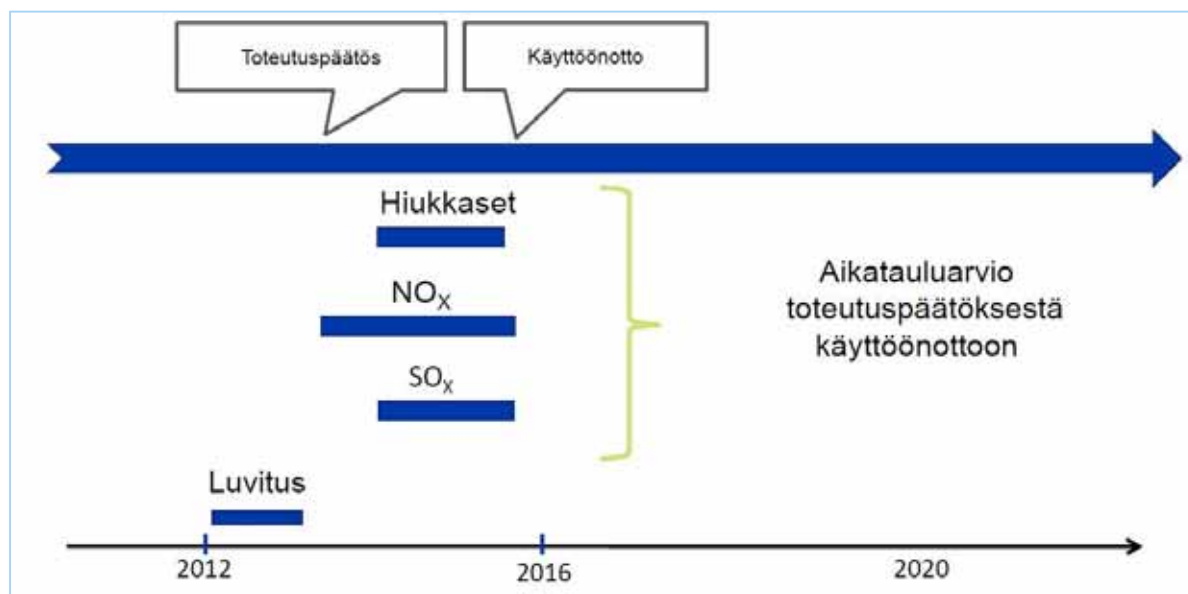 Toteutuspäätös
Käyttöönotto
Hiukkaset
NOX
SOX
Aikatauluarvio
toteutuspäätöksestä
käyttöönottoon
Luvitus
2012
2016
2020